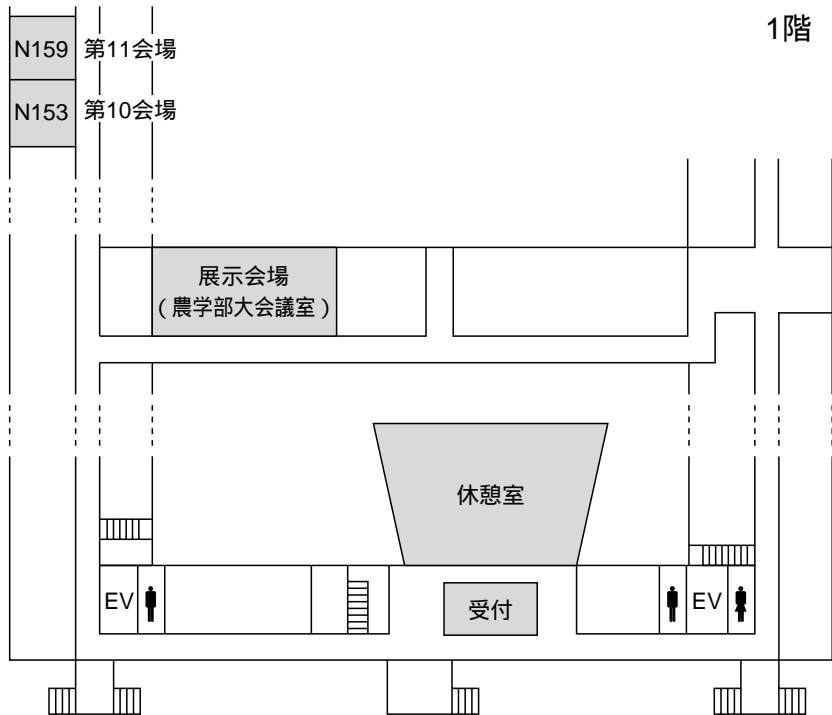 1階
N159 第11会場
N153 第10会場
展示会場
（農学部大会議室）
休憩室
EV
受付
EV